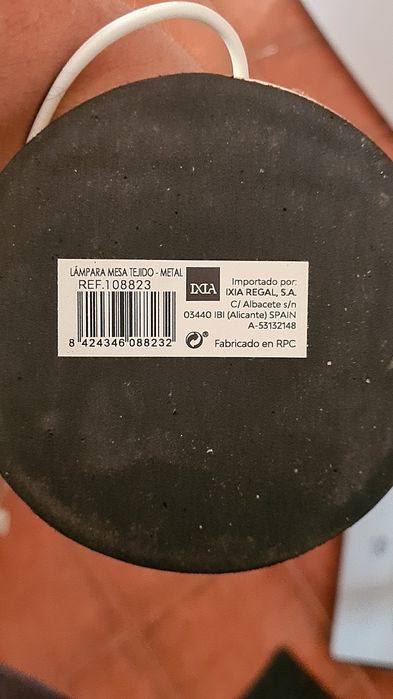 LÁMPARA MESA TEJIDO - METAL
REF.108823
8 424346 088232
IXIA
Importado por:
IXIA REGAL, S.A.
C/ Albacete s/n
03440 IBI (Alicante) SPAIN
A-53132148
Fabricado en RPC